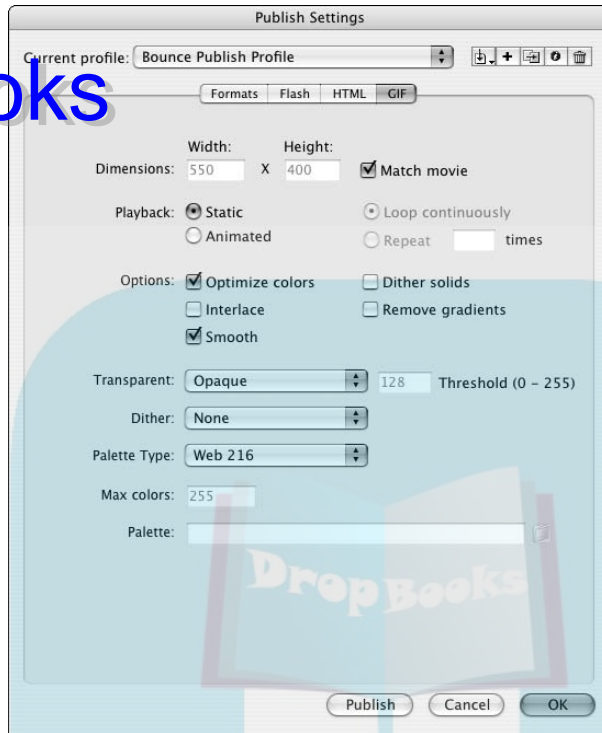 Publish Settings
Current profile: Bounce Publish Profile
oks
Formats Flash HTML GIF
Width: Height:
Dimensions: 550 X 400 Match movie
Playback: Static Loop continuously
Animated Repeat times
Options: Optimize colors Dither solids
Interlace Remove gradients
Smooth
Transparent: Opaque 128 Threshold (0 – 255)
Dither: None
Palette Type: Web 216
Max colors: 255
Palette:
DropBooks
Publish Cancel OK